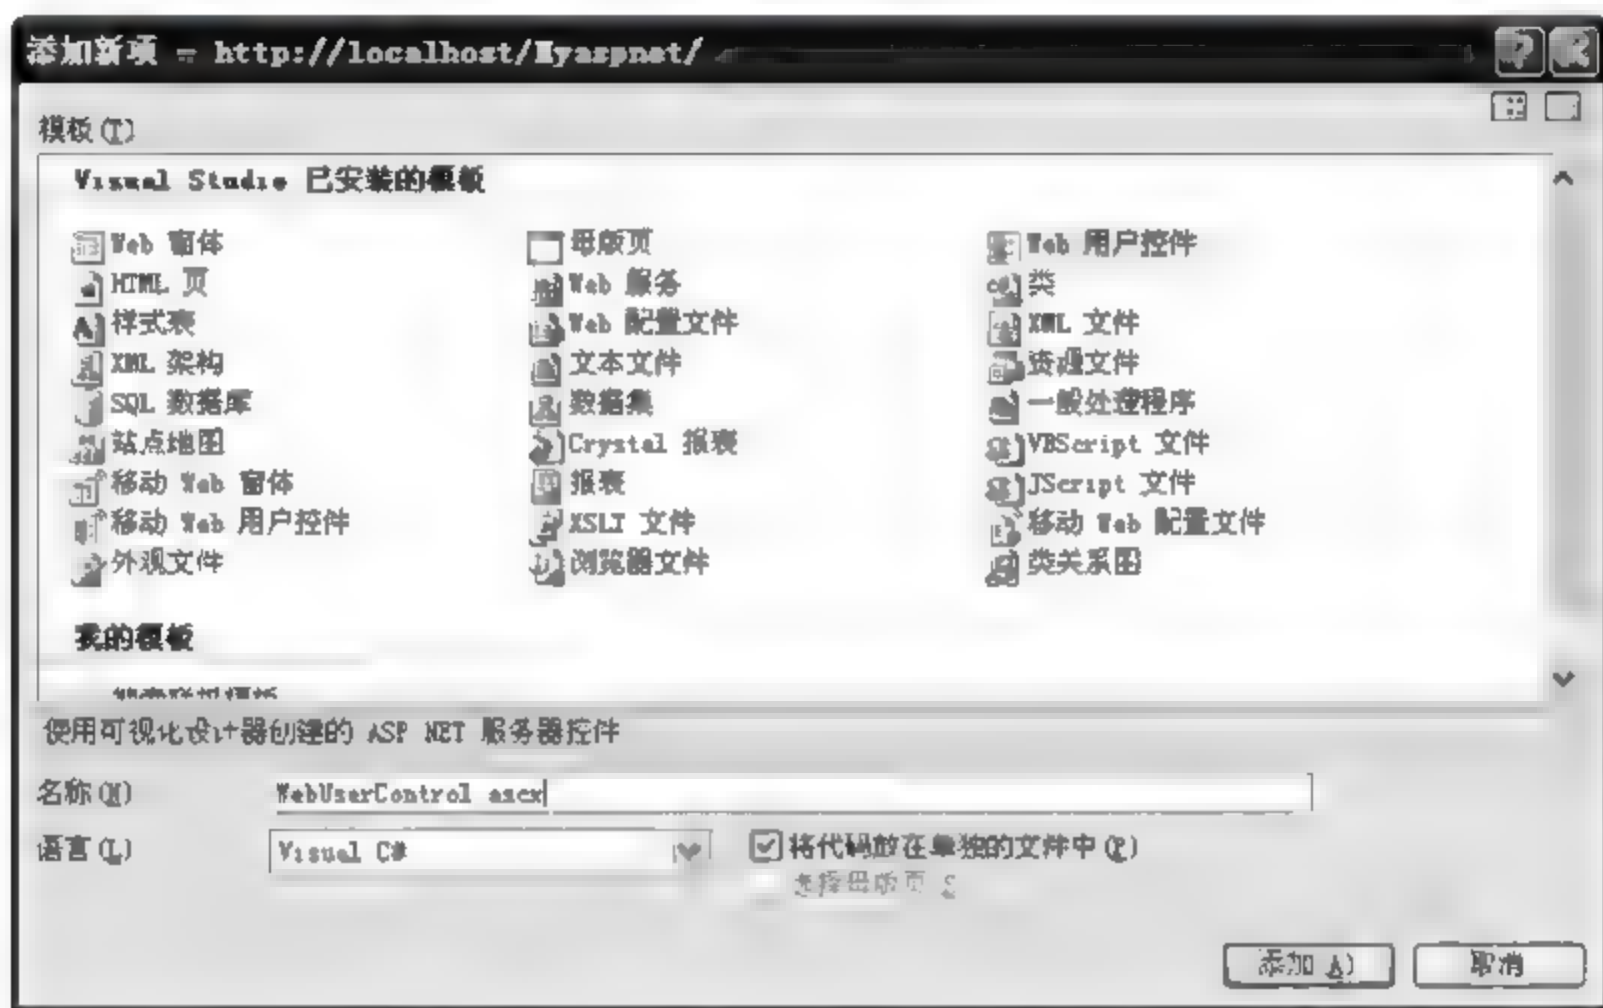 添加新项 - http://localhost/Myaspnet/
模板(T)
Visual Studio 已安装的模板
Web 窗体 母版页 Web 用户控件
HTML 页 Web 服务 类
样式表 Web 配置文件 XML 文件
XML 架构 文本文件 资源文件
SQL 数据库 数据集 一般处理程序
站点地图 Crystal 报表 VBScript 文件
移动 Web 窗体 报表 JScript 文件
移动 Web 用户控件 XSLT 文件 移动 Web 配置文件
外观文件 浏览器文件 类关系图
我的模板
使用可视化设计器创建的 ASP NET 服务器控件
名称(N) WebUserControl ascx
语言(L) Visual C# 将代码放在单独的文件中(P)
选择母版页 S
添加 A) 取消